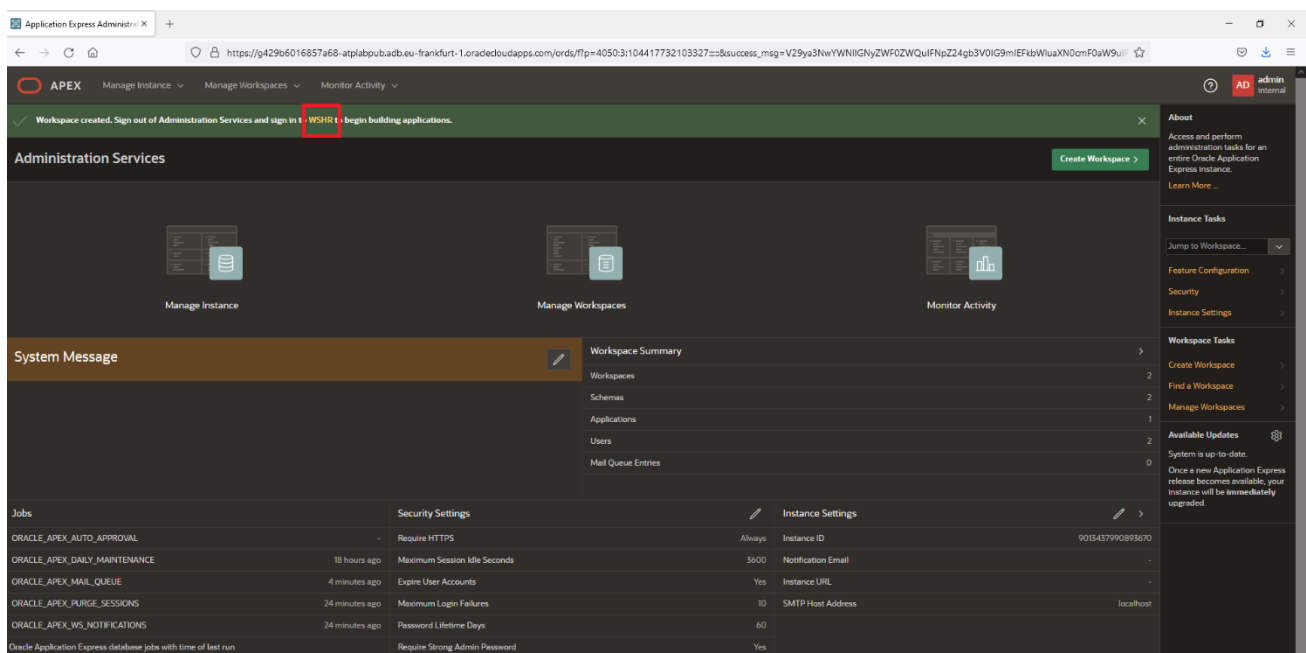 Application Express Administrat
https://g429b6016857a68-atplabpub.adb.eu-frankfurt-1.oraclecloudapps.com/ords/f?p=4050:3:104417732103327
APEX Manage Instance Manage Workspaces Monitor Activity
AD admin
internal
Workspace created. Sign out of Administration Services and sign in to WSHR to begin building applications.
Administration Services
Create Workspace >
Manage Instance
Manage Workspaces
Monitor Activity
System Message
Workspace Summary
Workspaces 2
Schemas 2
Applications 1
Users 2
Mail Queue Entries 0
Jobs
ORACLE_APEX_AUTO_APPROVAL -
ORACLE_APEX_DAILY_MAINTENANCE 18 hours ago
ORACLE_APEX_MAIL_QUEUE 4 minutes ago
ORACLE_APEX_PURGE_SESSIONS 24 minutes ago
ORACLE_APEX_WS_NOTIFICATIONS 24 minutes ago
Oracle Application Express database jobs with time of last run
Security Settings
Require HTTPS Always
Maximum Session Idle Seconds 3600
Expire User Accounts Yes
Maximum Login Failures 10
Password Lifetime Days 60
Require Strong Admin Password Yes
Instance Settings
Instance ID 9013437990893670
Notification Email -
Instance URL -
SMTP Host Address localhost
About
Access and perform
administration tasks for an
entire Oracle Application
Express instance.
Learn More ...
Instance Tasks
Jump to Workspace...
Feature Configuration
Security
Instance Settings
Workspace Tasks
Create Workspace
Find a Workspace
Manage Workspaces
Available Updates
System is up-to-date.
Once a new Application Express
release becomes available, your
instance will be immediately
upgraded.